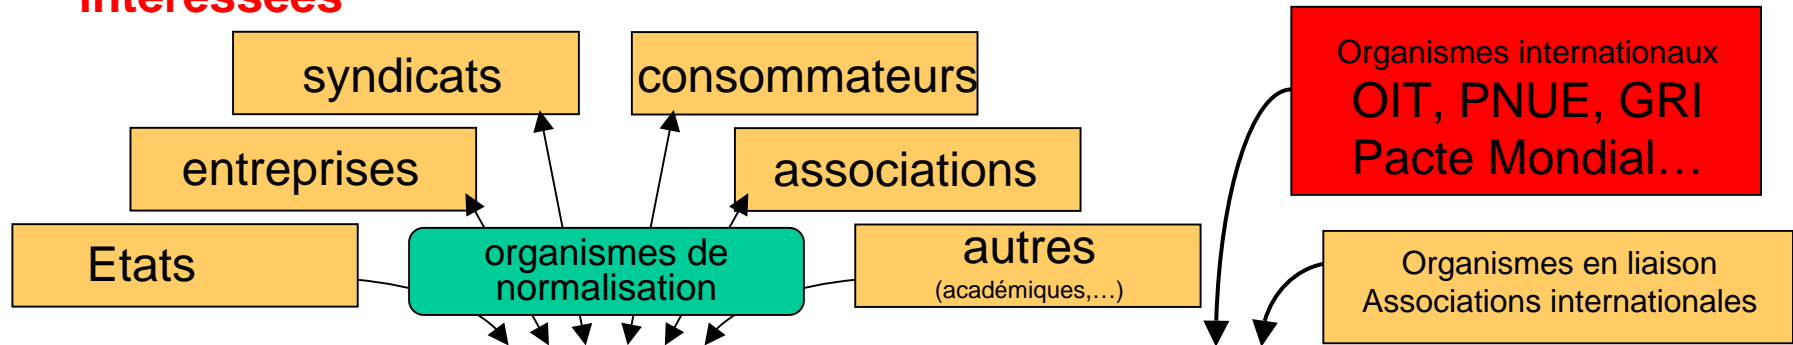 intéressées
syndicats
consommateurs
entreprises
associations
Etats
organismes de
normalisation
autres
(académiques,…)
Organismes internationaux
OIT, PNUE, GRI
Pacte Mondial…
Organismes en liaison
Associations internationales